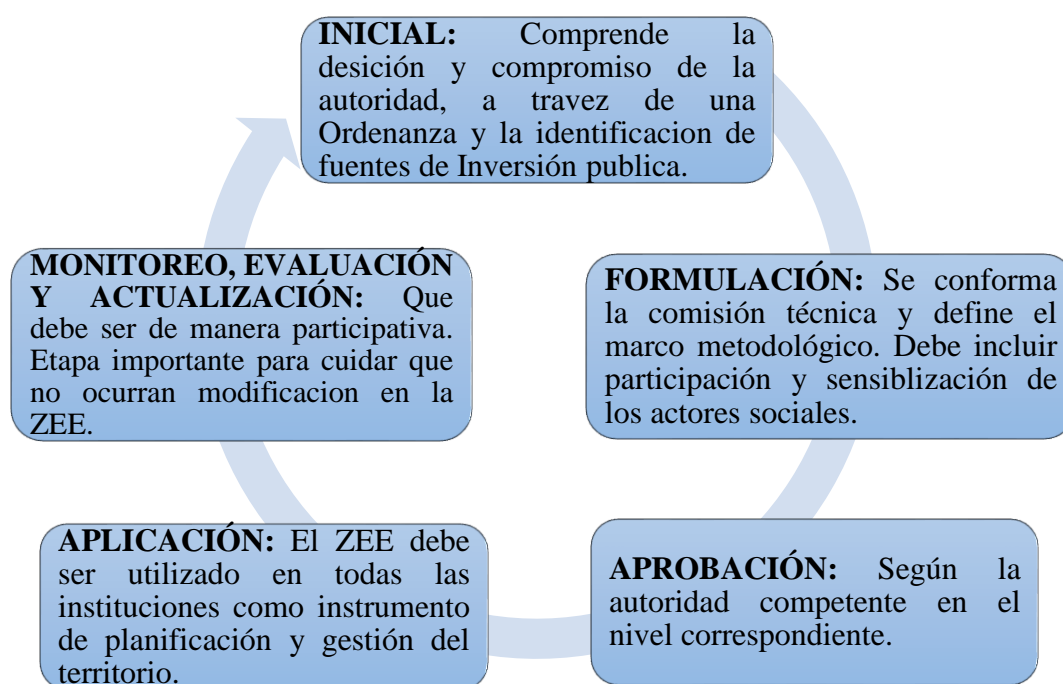 INICIAL: Comprende la
desición y compromiso de la
autoridad, a travez de una
Ordenanza y la identificacion de
fuentes de Inversión publica.
FORMULACIÓN: Se conforma
la comisión técnica y define el
marco metodológico. Debe incluir
participación y sensiblización de
los actores sociales.
APROBACIÓN: Según la
autoridad competente en el
nivel correspondiente.
APLICACIÓN: El ZEE debe
ser utilizado en todas las
instituciones como instrumento
de planificación y gestión del
territorio.
MONITOREO, EVALUACIÓN
Y ACTUALIZACIÓN: Que
debe ser de manera participativa.
Etapa importante para cuidar que
no ocurran modificacion en la
ZEE.